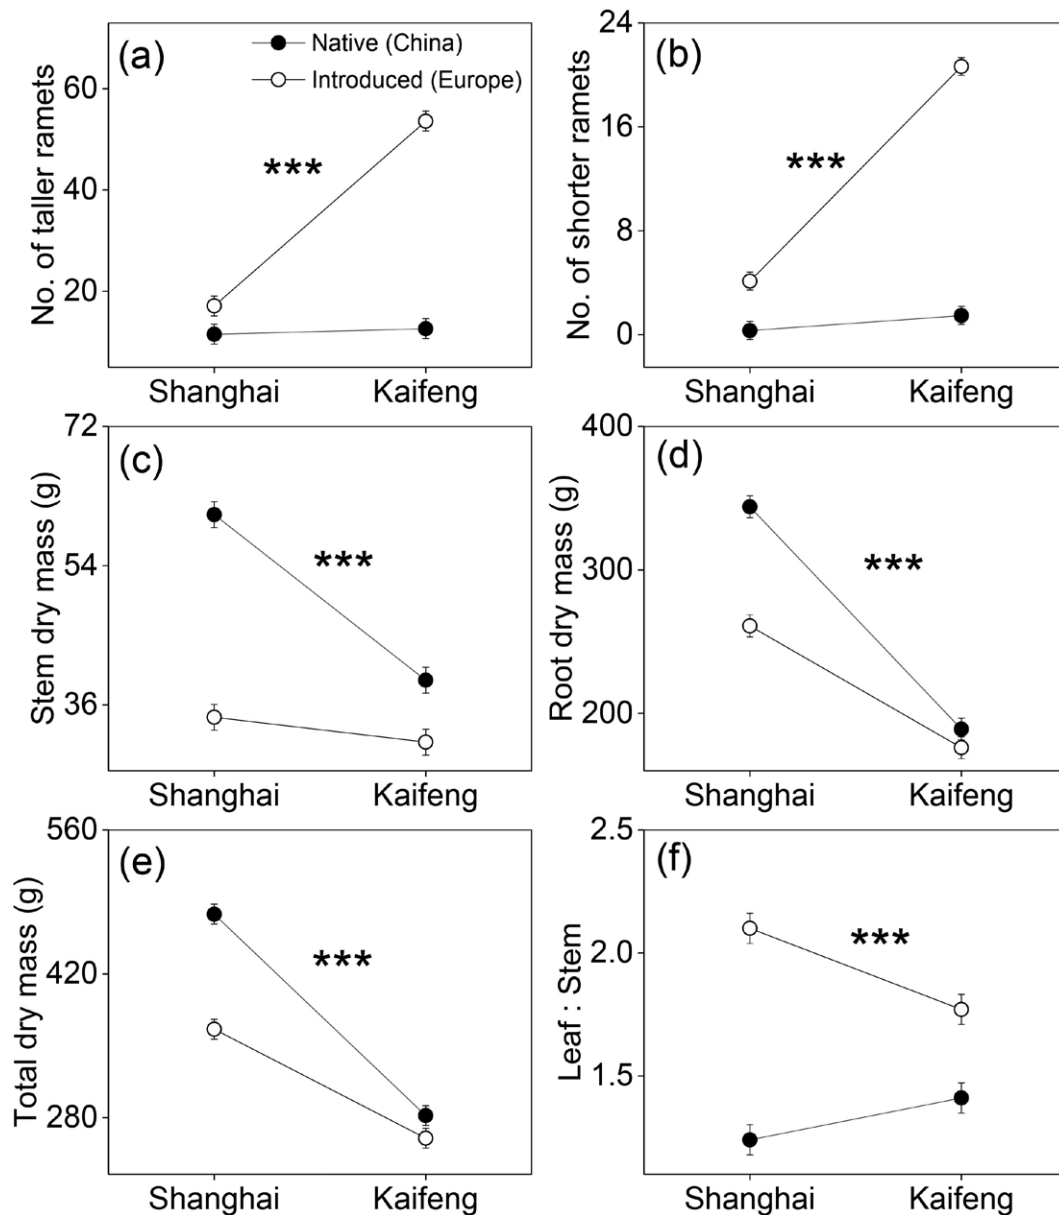 (a)
Native (China)
Introduced (Europe)
60
40
20
No. of taller ramets
***
Shanghai Kaifeng
(b)
24
16
8
0
No. of shorter ramets
***
Shanghai Kaifeng
(c)
72
54
36
Stem dry mass (g)
***
Shanghai Kaifeng
(d)
400
300
200
Root dry mass (g)
***
Shanghai Kaifeng
(e)
560
420
280
Total dry mass (g)
***
Shanghai Kaifeng
(f)
2.5
2.0
1.5
Leaf : Stem
***
Shanghai Kaifeng